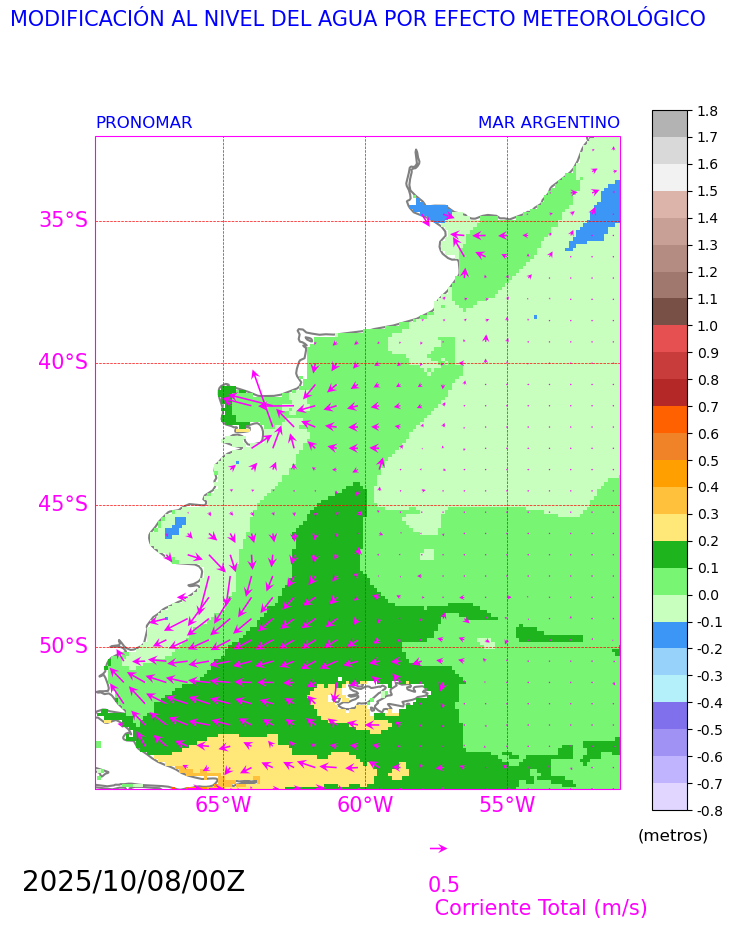 MODIFICACIÓN AL NIVEL DEL AGUA POR EFECTO METEOROLÓGICO
PRONOMAR MAR ARGENTINO
1.8
1.7
1.6
1.5
1.4
1.3
1.2
1.1
1.0
0.9
0.8
0.7
0.6
0.5
0.4
0.3
0.2
0.1
0.0
-0.1
-0.2
-0.3
-0.4
-0.5
-0.6
-0.7
-0.8
(metros)
35°S
40°S
45°S
50°S
65°W 60°W 55°W
2025/10/08/00Z
0.5
Corriente Total (m/s)